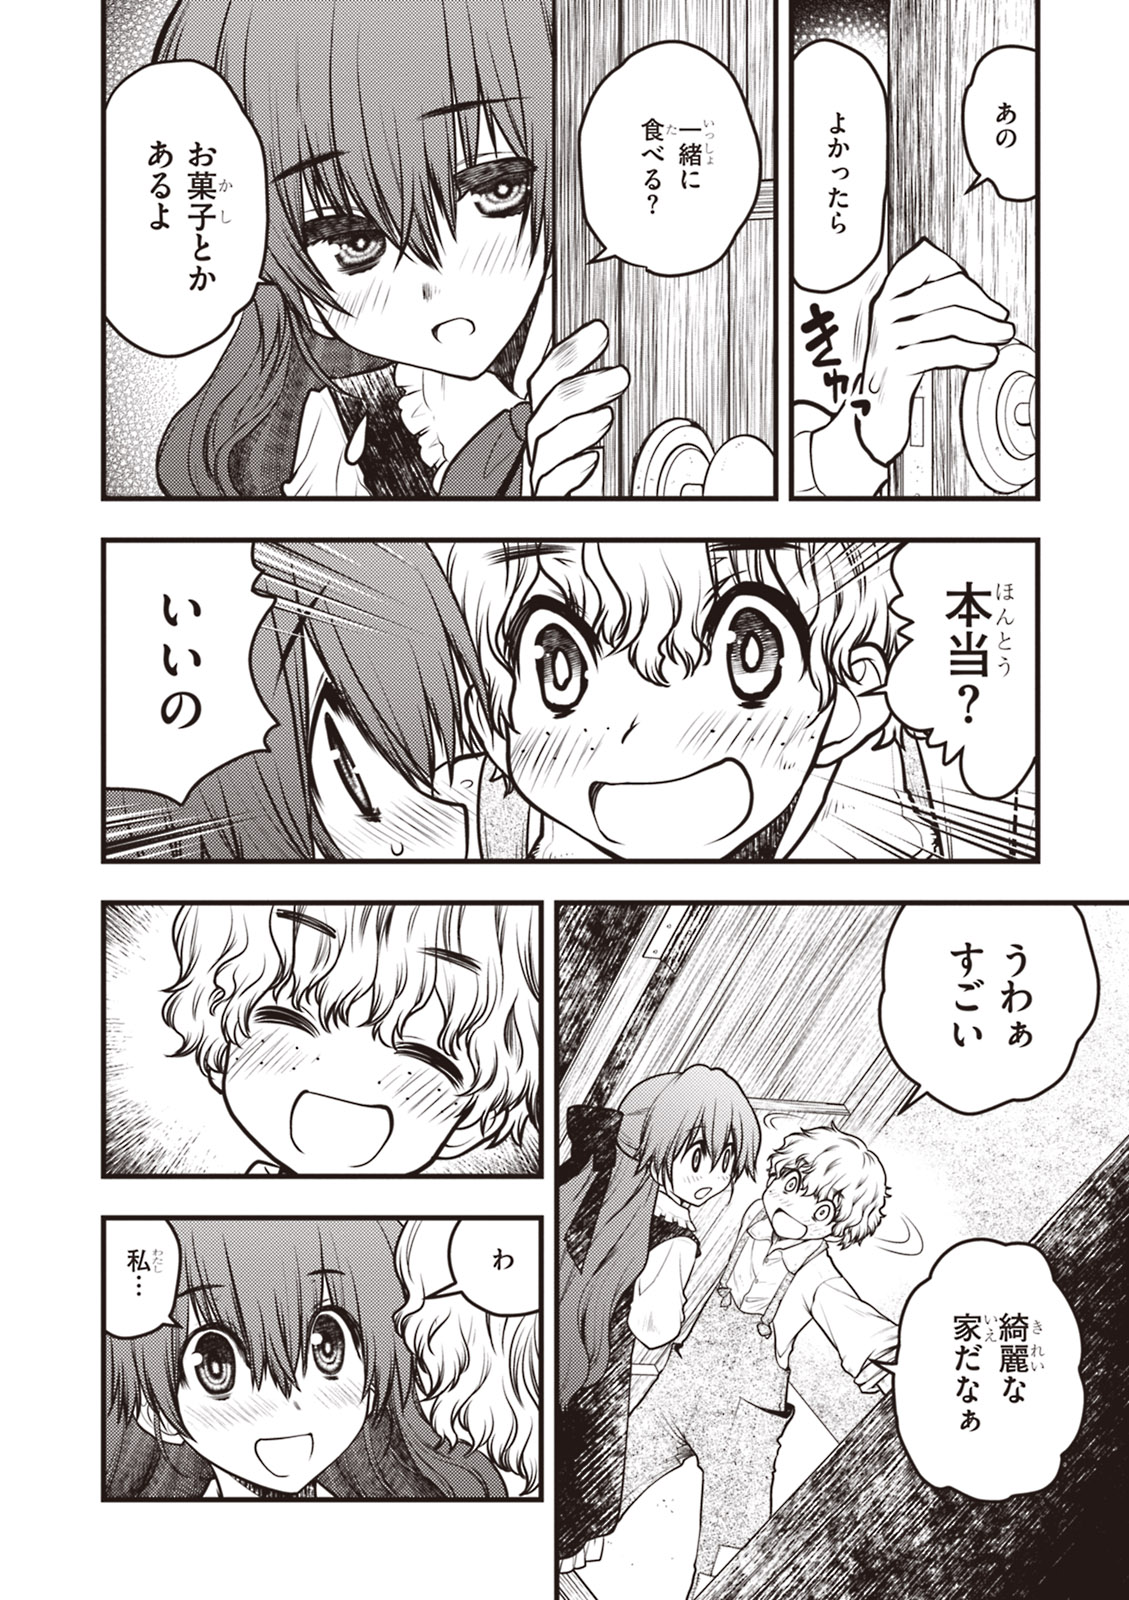 あの
よかったら
きゅっ
一緒に
食べる？
お菓子とか
あるよ
本当？
いいの
うわぁ
すごい
綺麗な
家だなぁ
わ
私…